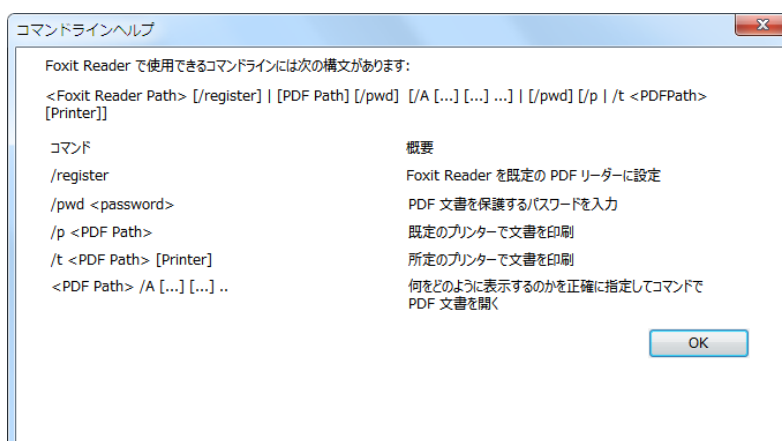 コマンドラインヘルプ
Foxit Reader で使用できるコマンドラインには次の構文があります:
<Foxit Reader Path> [/register] | [PDF Path] [/pwd] [/A [...] [...] ...] | [/pwd] [/p | /t <PDFPath>
[Printer]]
コマンド 概要
/register Foxit Reader を既定の PDF リーダーに設定
/pwd <password> PDF 文書を保護するパスワードを入力
/p <PDF Path> 既定のプリンターで文書を印刷
/t <PDF Path> [Printer] 所定のプリンターで文書を印刷
<PDF Path> /A [...] [...] .. 何をどのように表示するのかを正確に指定してコマンドで
PDF 文書を開く
OK